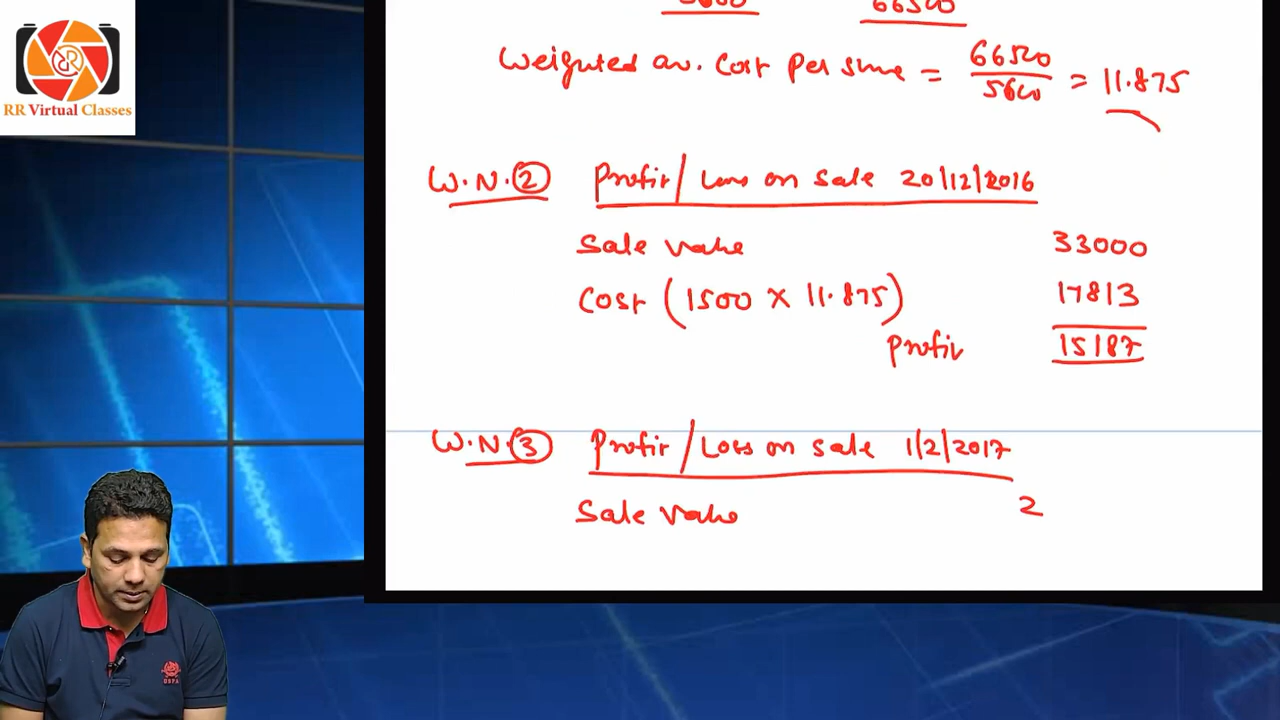 66500
RR Virtual Classes
Weighted av. Cost Per share = 66500/5600 = 11.875
W.N.(2) Profit/Loss on sale 20/12/2016
Sale value 33000
Cost (1500 × 11.875) 17813
Profit 15187
W.N.(3) Profit/Loss on sale 1/2/2017
Sale value 2